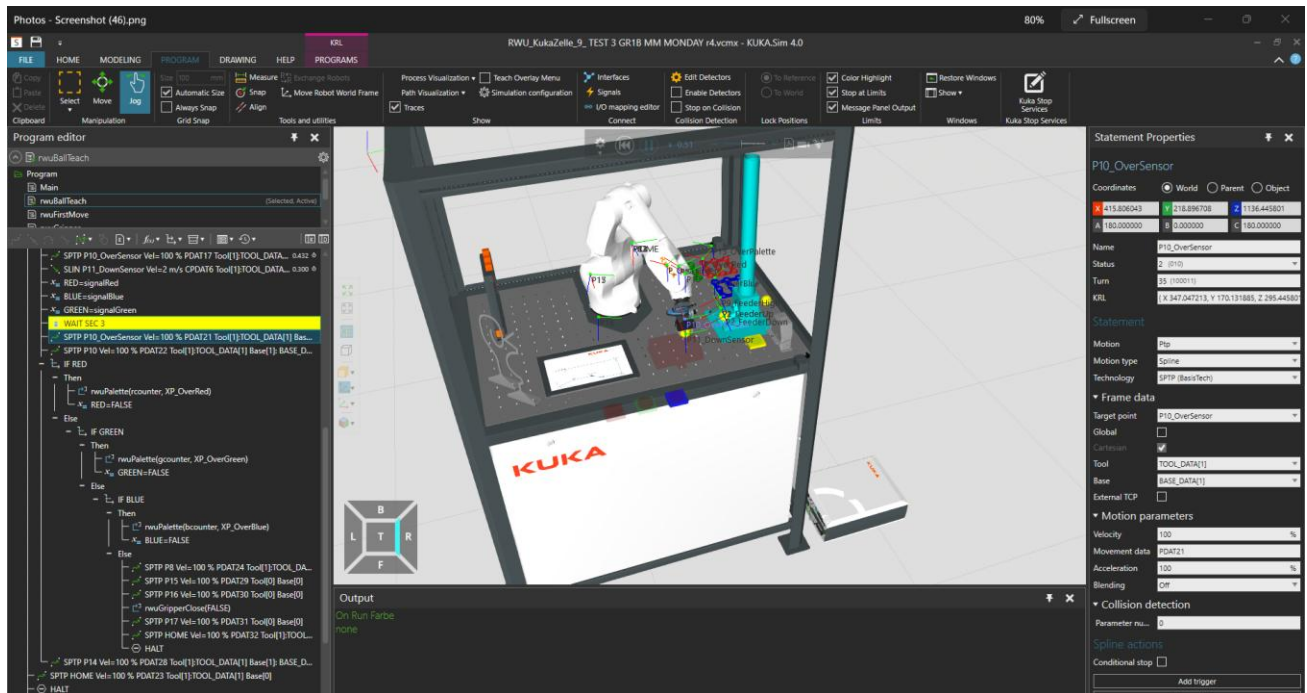 Photos - Screenshot (46).png
80%
Fullscreen
KRL
RWU_KukaZelle_9_ TEST 3 GR18 MM MONDAY r4.vcmx - KUKA.Sim 4.0
FILE HOME MODELING PROGRAM DRAWING HELP PROGRAMS
Copy
Paste
Delete
Clipboard
Select
Move
Jog
Manipulation
Size 100 mm
Automatic Size
Always Snap
Grid Snap
Measure
Snap
Align
Exchange Robots
Move Robot World Frame
Tools and utilities
Process Visualization
Path Visualization
Traces
Teach Overlay Menu
Simulation configuration
Show
Interfaces
Signals
I/O mapping editor
Connect
Edit Detectors
Enable Detectors
Stop on Collision
Collision Detection
To Reference
To World
Lock Positions
Color Highlight
Stop at Limits
Message Panel Output
Limits
Restore Windows
Show
Windows
Kuka Stop
Services
Kuka Stop Services
Program editor
rwuBallTeach
Program
Main
rwuBallTeach
(Selected, Active)
rwuFirstMove
SPTP P10_OverSensor Vel=100 % PDAT17 Tool[1]:TOOL_DATA... 0.432
SLIN P11_DownSensor Vel=2 m/s CPDAT6 Tool[1]:TOOL_DATA... 0.300
RED=signalRed
BLUE=signalBlue
GREEN=signalGreen
WAIT SEC 3
SPTP P10_OverSensor Vel=100 % PDAT21 Tool[1]:TOOL_DATA[1] Bas...
SPTP P10 Vel=100 % PDAT22 Tool[1]:TOOL_DATA[1] Base[1]: BASE_D...
IF RED
Then
rwuPalette(rcounter, XP_OverRed)
RED=FALSE
Else
IF GREEN
Then
rwuPalette(gcounter, XP_OverGreen)
GREEN=FALSE
Else
IF BLUE
Then
rwuPalette(bcounter, XP_OverBlue)
BLUE=FALSE
Else
SPTP P8 Vel=100 % PDAT24 Tool[1]:TOOL_DA...
SPTP P15 Vel=100 % PDAT29 Tool[0] Base[0]
SPTP P16 Vel=100 % PDAT30 Tool[0] Base[0]
rwuGripperClose(FALSE)
SPTP P17 Vel=100 % PDAT31 Tool[0] Base[0]
SPTP HOME Vel=100 % PDAT32 Tool[1]:TOOL...
HALT
SPTP P14 Vel=100 % PDAT28 Tool[1]:TOOL_DATA[1] Base[1]: BASE_D...
SPTP HOME Vel=100 % PDAT23 Tool[1]:TOOL_DATA[1] Base[0]
HALT
P13
KUKA
KUKA
KUKA
B
L T R
F
Output
On Run Farbe
none
Statement Properties
P10_OverSensor
Coordinates World Parent Object
X 415.806043 Y 218.896708 Z 1136.445801
A 180.000000 B 0.000000 C 180.000000
Name P10_OverSensor
Status 2 (010)
Turn 35 (100011)
KRL { X 347.047213, Y 170.131885, Z 295.445801
Statement
Motion Ptp
Motion type Spline
Technology SPTP (BasisTech)
Frame data
Target point P10_OverSensor
Global
Cartesian
Tool TOOL_DATA[1]
Base BASE_DATA[1]
External TCP
Motion parameters
Velocity 100 %
Movement data PDAT21
Acceleration 100 %
Blending Off
Collision detection
Parameter nu... 0
Spline actions
Conditional stop
Add trigger